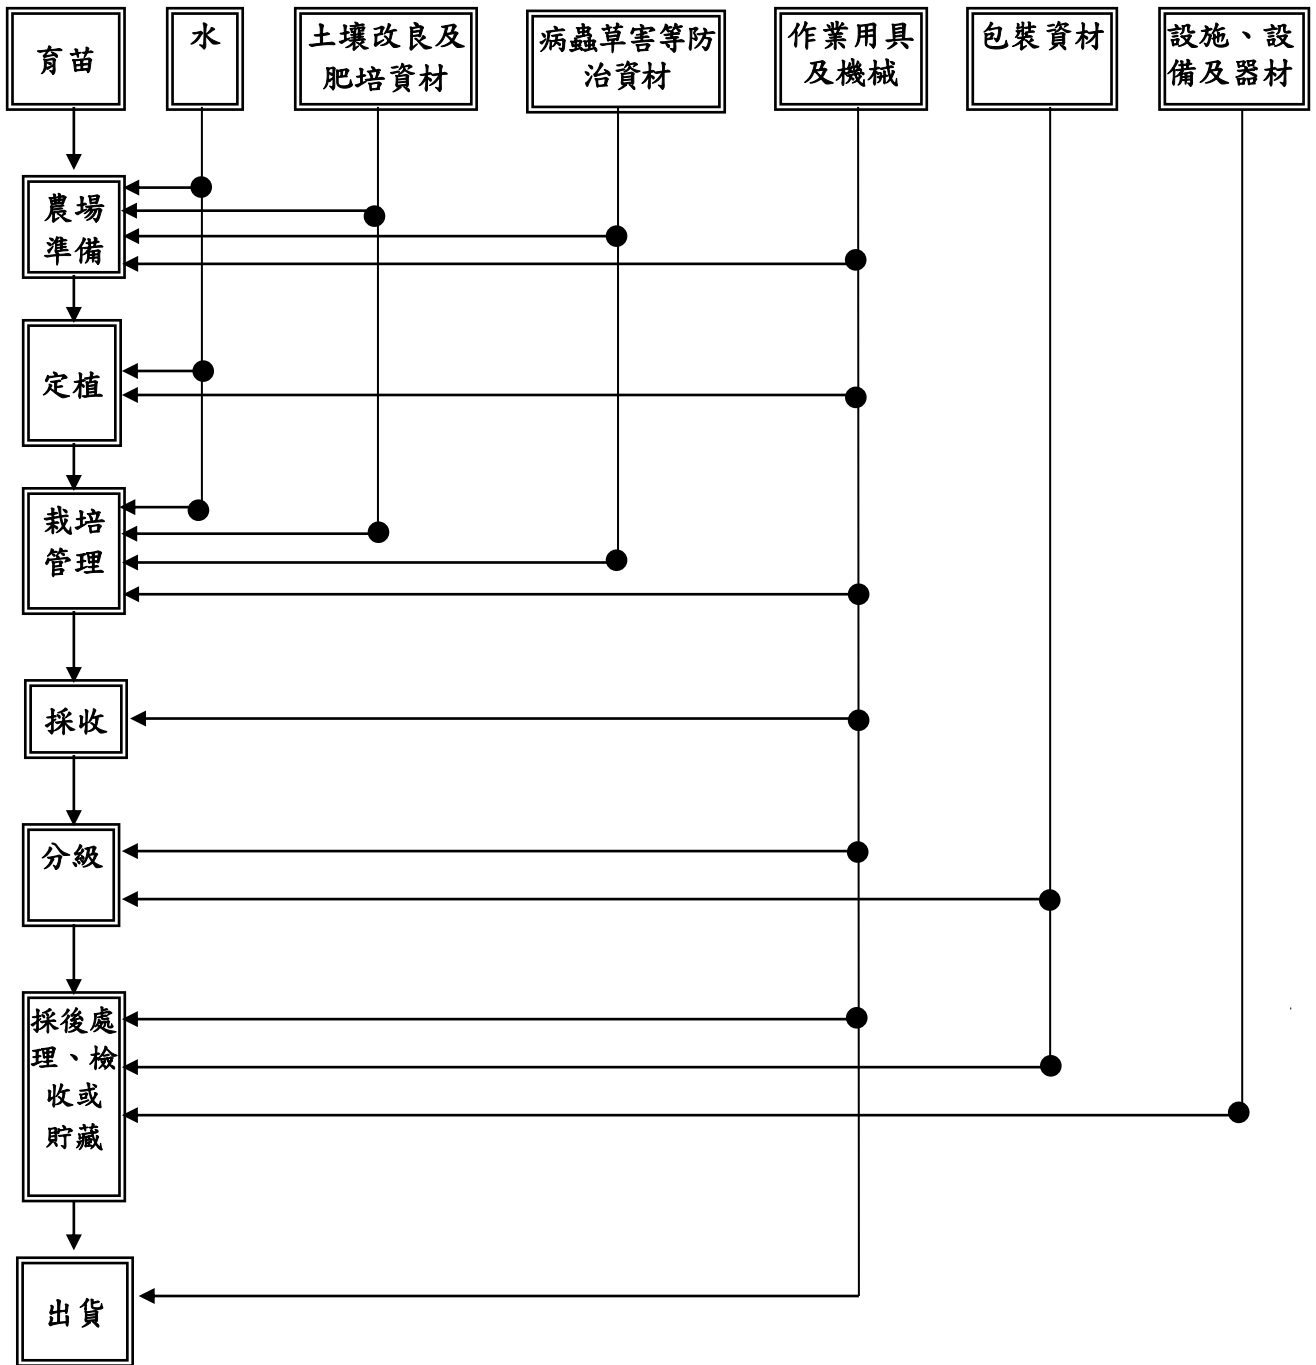 育苗
水
土壤改良及
肥培資材
病蟲草害等防
治資材
作業用具
及機械
包裝資材
設施、設
備及器材
農場
準備
定植
栽培
管理
採收
分級
採後處
理、檢
收或
貯藏
出貨